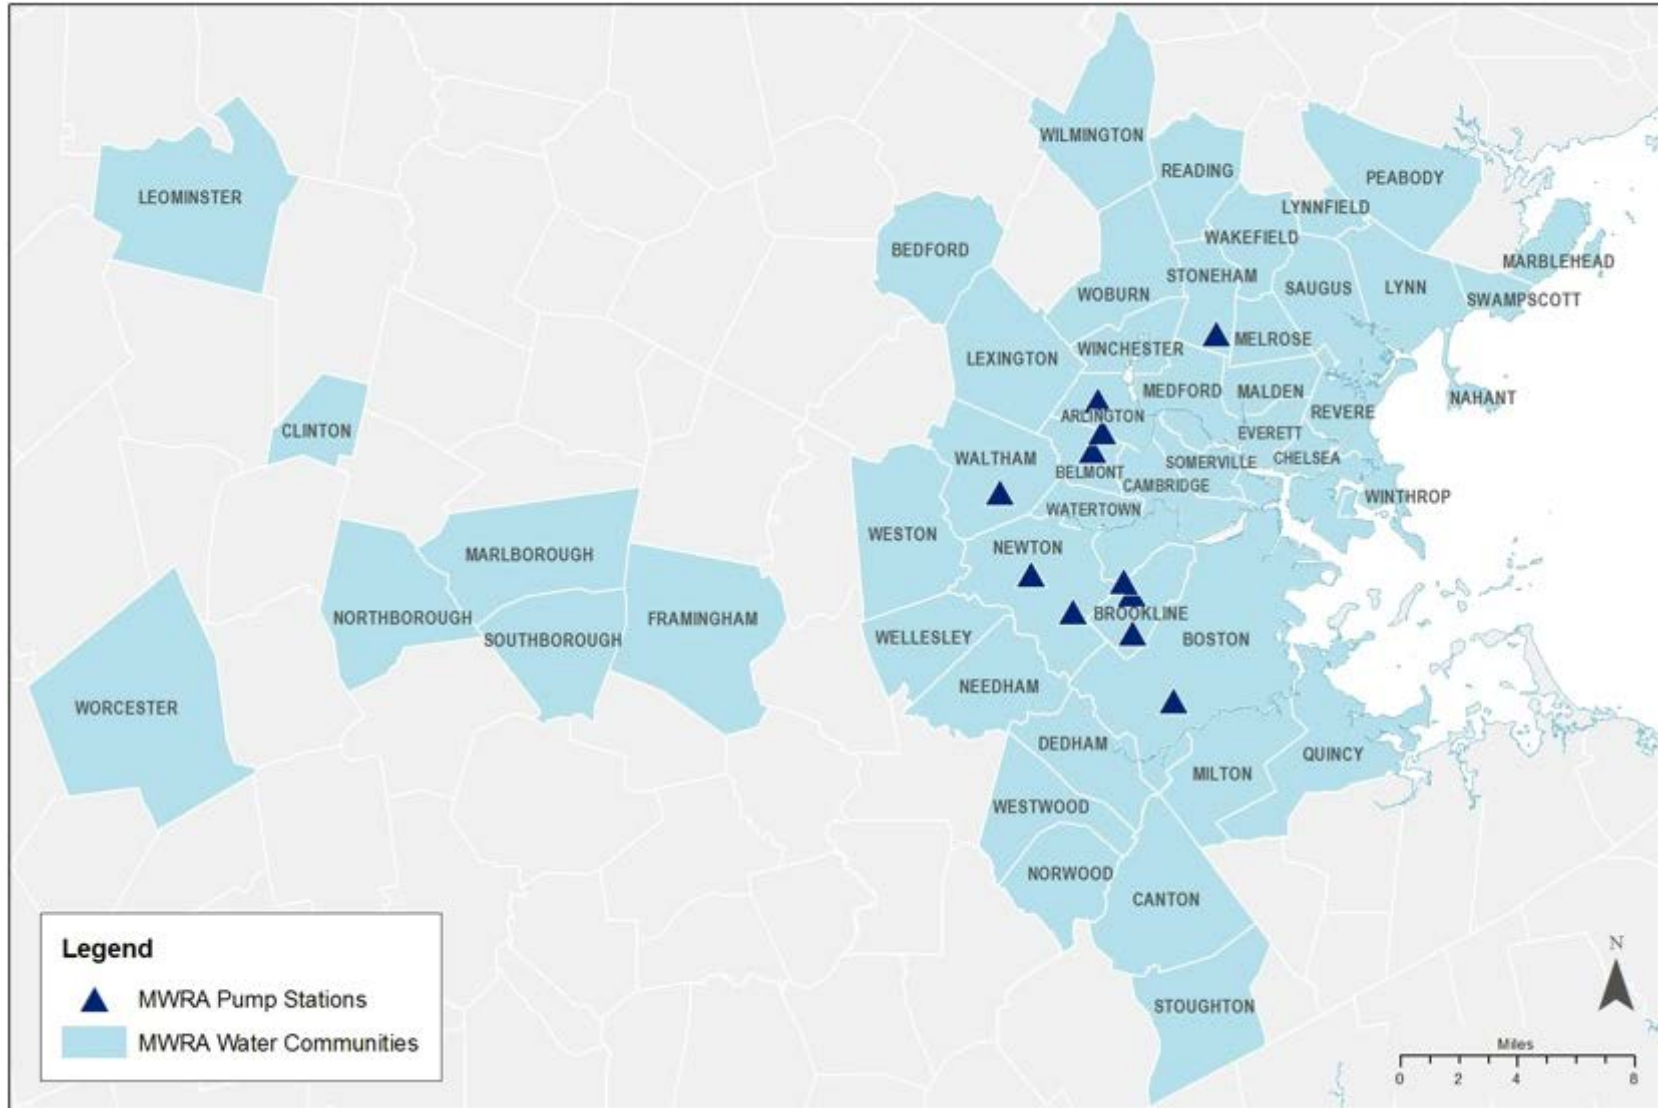 WILMINGTON
READING
PEABODY
LEOMINSTER
LYNNFIELD
WAKEFIELD
BEDFORD
MARBLEHEAD
STONEHAM
SAUGUS
LYNN
WOBURN
SWAMPSCOTT
MELROSE
WINCHESTER
LEXINGTON
MEDFORD
MALDEN
NAHANT
REVERE
ARLINGTON
CLINTON
EVERETT
WALTHAM
SOMERVILLE
CHELSEA
BELMONT
CAMBRIDGE
WINTHROP
WATERTOWN
WESTON
NEWTON
MARLBOROUGH
NORTHBOROUGH
FRAMINGHAM
BROOKLINE
SOUTHBOROUGH
WELLESLEY
BOSTON
NEEDHAM
WORCESTER
DEDHAM
QUINCY
MILTON
WESTWOOD
NORWOOD
CANTON
STOUGHTON
Legend
MWRA Pump Stations
MWRA Water Communities
N
Miles
0 2 4 8